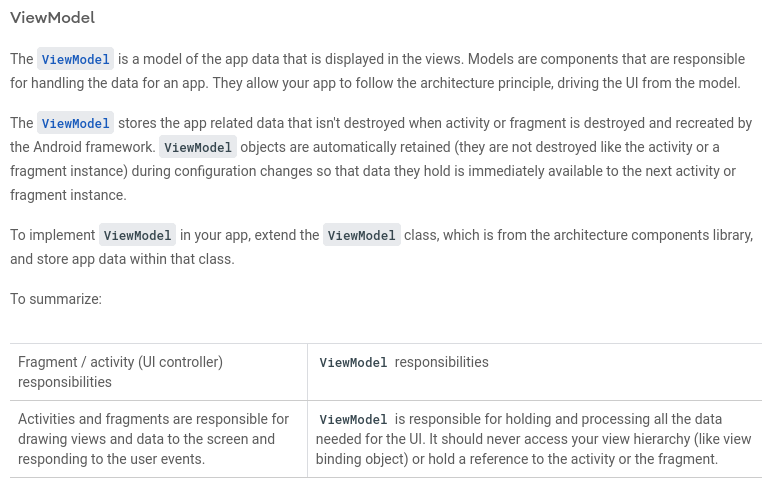 ViewModel
The ViewModel is a model of the app data that is displayed in the views. Models are components that are responsible
for handling the data for an app. They allow your app to follow the architecture principle, driving the UI from the model.
The ViewModel stores the app related data that isn't destroyed when activity or fragment is destroyed and recreated by
the Android framework. ViewModel objects are automatically retained (they are not destroyed like the activity or a
fragment instance) during configuration changes so that data they hold is immediately available to the next activity or
fragment instance.
To implement ViewModel in your app, extend the ViewModel class, which is from the architecture components library,
and store app data within that class.
To summarize:
Fragment / activity (UI controller)
responsibilities
ViewModel responsibilities
Activities and fragments are responsible for
drawing views and data to the screen and
responding to the user events.
ViewModel is responsible for holding and processing all the data
needed for the UI. It should never access your view hierarchy (like view
binding object) or hold a reference to the activity or the fragment.